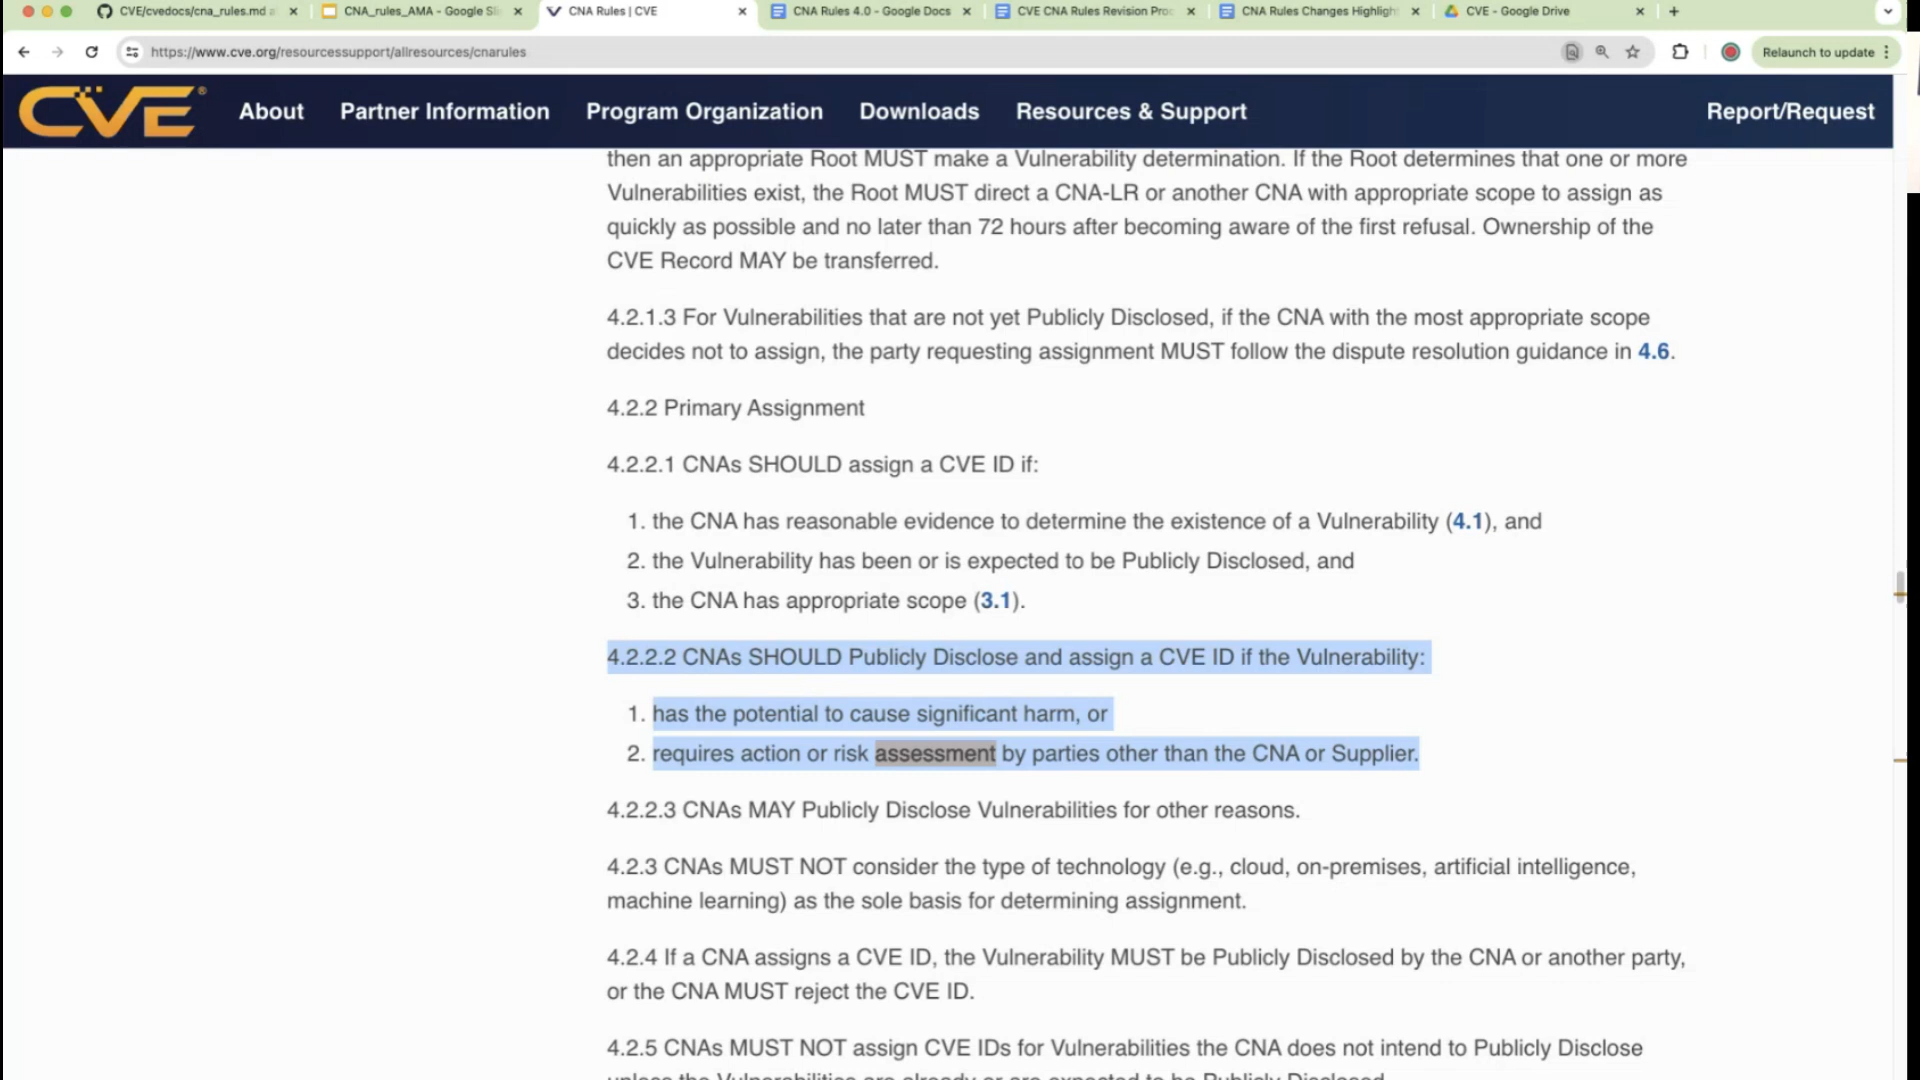 CVE/cvedocs/cna_rules.md a
CNA_rules_AMA - Google Sli
CNA Rules | CVE
CNA Rules 4.0 - Google Docs
CVE CNA Rules Revision Proc
CNA Rules Changes Highligh
CVE - Google Drive
https://www.cve.org/resourcessupport/allresources/cnarules
Relaunch to update
CVE®
About
Partner Information
Program Organization
Downloads
Resources & Support
Report/Request
then an appropriate Root MUST make a Vulnerability determination. If the Root determines that one or more
Vulnerabilities exist, the Root MUST direct a CNA-LR or another CNA with appropriate scope to assign as
quickly as possible and no later than 72 hours after becoming aware of the first refusal. Ownership of the
CVE Record MAY be transferred.
4.2.1.3 For Vulnerabilities that are not yet Publicly Disclosed, if the CNA with the most appropriate scope
decides not to assign, the party requesting assignment MUST follow the dispute resolution guidance in 4.6.
4.2.2 Primary Assignment
4.2.2.1 CNAs SHOULD assign a CVE ID if:
1. the CNA has reasonable evidence to determine the existence of a Vulnerability (4.1), and
2. the Vulnerability has been or is expected to be Publicly Disclosed, and
3. the CNA has appropriate scope (3.1).
4.2.2.2 CNAs SHOULD Publicly Disclose and assign a CVE ID if the Vulnerability:
1. has the potential to cause significant harm, or
2. requires action or risk assessment by parties other than the CNA or Supplier.
4.2.2.3 CNAs MAY Publicly Disclose Vulnerabilities for other reasons.
4.2.3 CNAs MUST NOT consider the type of technology (e.g., cloud, on-premises, artificial intelligence,
machine learning) as the sole basis for determining assignment.
4.2.4 If a CNA assigns a CVE ID, the Vulnerability MUST be Publicly Disclosed by the CNA or another party,
or the CNA MUST reject the CVE ID.
4.2.5 CNAs MUST NOT assign CVE IDs for Vulnerabilities the CNA does not intend to Publicly Disclose
unless the Vulnerabilities are already or are expected to be Publicly Disclosed